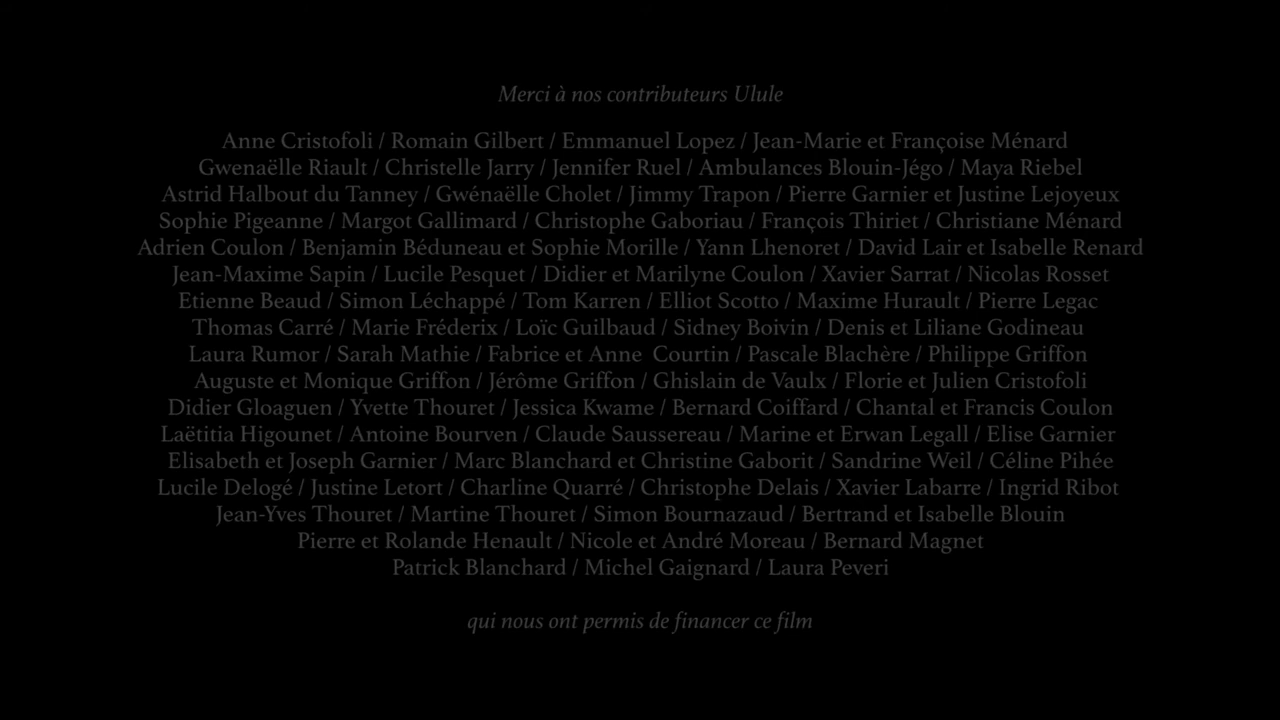 Merci à nos contributeurs Ulule
Anne Cristofoli / Romain Gilbert / Emmanuel Lopez / Jean-Marie et Françoise Ménard
Gwenaëlle Riault / Christelle Jarry / Jennifer Ruel / Ambulances Blouin-Jégo / Maya Riebel
Astrid Halbout du Tanney / Gwénaëlle Cholet / Jimmy Trapon / Pierre Garnier et Justine Lejoyeux
Sophie Pigeanne / Margot Gallimard / Christophe Gaboriau / François Thiriet / Christiane Ménard
Adrien Coulon / Benjamin Béduneau et Sophie Morille / Yann Lhenoret / David Lair et Isabelle Renard
Jean-Maxime Sapin / Lucile Pesquet / Didier et Marilyne Coulon / Xavier Sarrat / Nicolas Rosset
Etienne Beaud / Simon Léchappé / Tom Karren / Elliot Scotto / Maxime Hurault / Pierre Legac
Thomas Carré / Marie Fréderix / Loïc Guilbaud / Sidney Boivin / Denis et Liliane Godineau
Laura Rumor / Sarah Mathie / Fabrice et Anne  Courtin / Pascale Blachère / Philippe Griffon
Auguste et Monique Griffon / Jérôme Griffon / Ghislain de Vaulx / Florie et Julien Cristofoli
Didier Gloaguen / Yvette Thouret / Jessica Kwame / Bernard Coiffard / Chantal et Francis Coulon
Laëtitia Higounet / Antoine Bourven / Claude Saussereau / Marine et Erwan Legall / Elise Garnier
Elisabeth et Joseph Garnier / Marc Blanchard et Christine Gaborit / Sandrine Weil / Céline Pihée
Lucile Delogé / Justine Letort / Charline Quarré / Christophe Delais / Xavier Labarre / Ingrid Ribot
Jean-Yves Thouret / Martine Thouret / Simon Bournazaud / Bertrand et Isabelle Blouin
Pierre et Rolande Henault / Nicole et André Moreau / Bernard Magnet
Patrick Blanchard / Michel Gaignard / Laura Peveri
qui nous ont permis de financer ce film